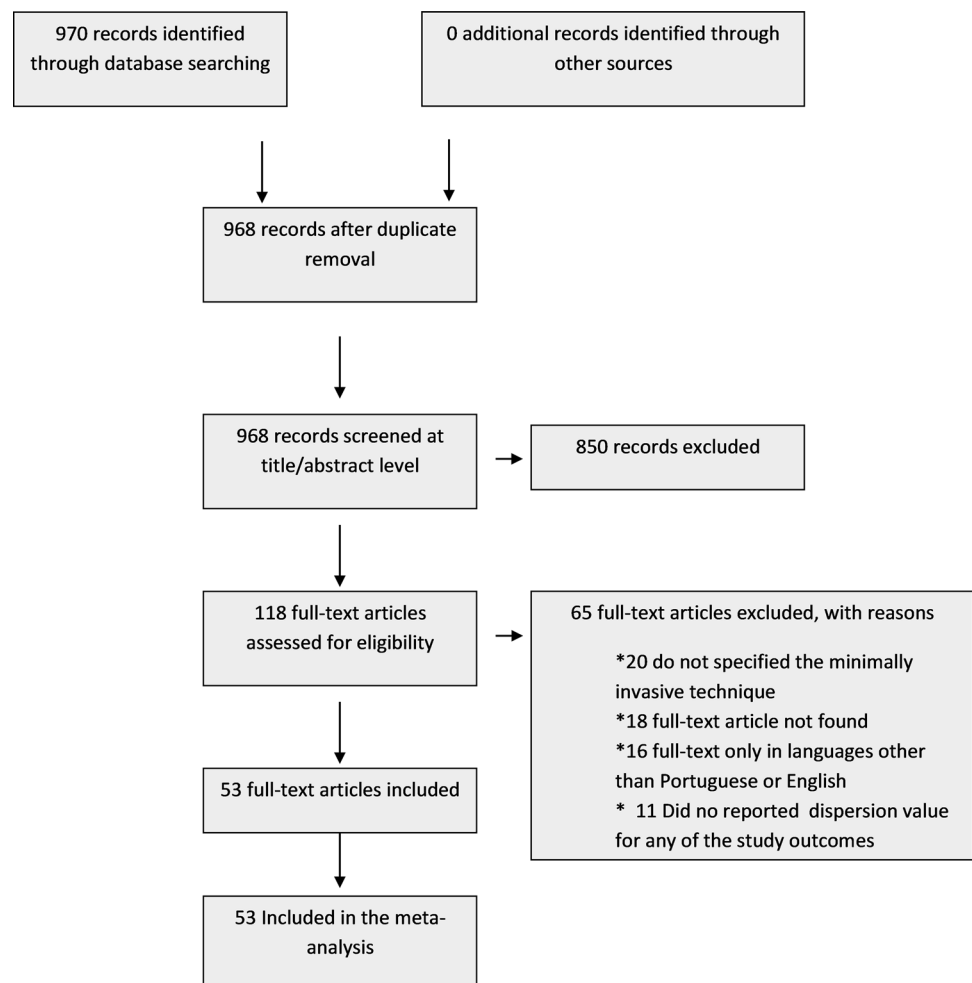 970 records identified
through database searching
0 additional records identified through
other sources
968 records after duplicate
removal
968 records screened at
title/abstract level
850 records excluded
118 full-text articles
assessed for eligibility
65 full-text articles excluded, with reasons
*20 do not specified the minimally
invasive technique
*18 full-text article not found
*16 full-text only in languages other
than Portuguese or English
* 11 Did no reported dispersion value
for any of the study outcomes
53 full-text articles included
53 Included in the meta-
analysis